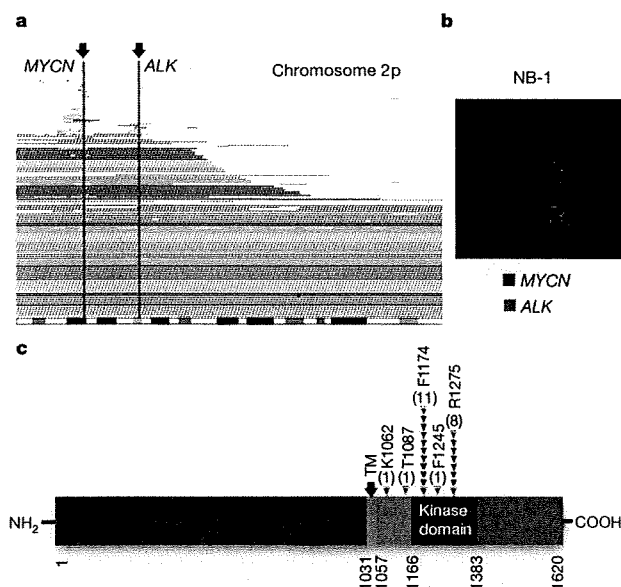 a
MYCN
ALK
Chromosome 2p
b
NB-1
MYCN
ALK
c
TM
(1) K1062
(1) T1087
(11) F1174
(1) F1245
(8) R1275
NH2
Kinase
domain
COOH
1
1031
1057
1166
1383
1620